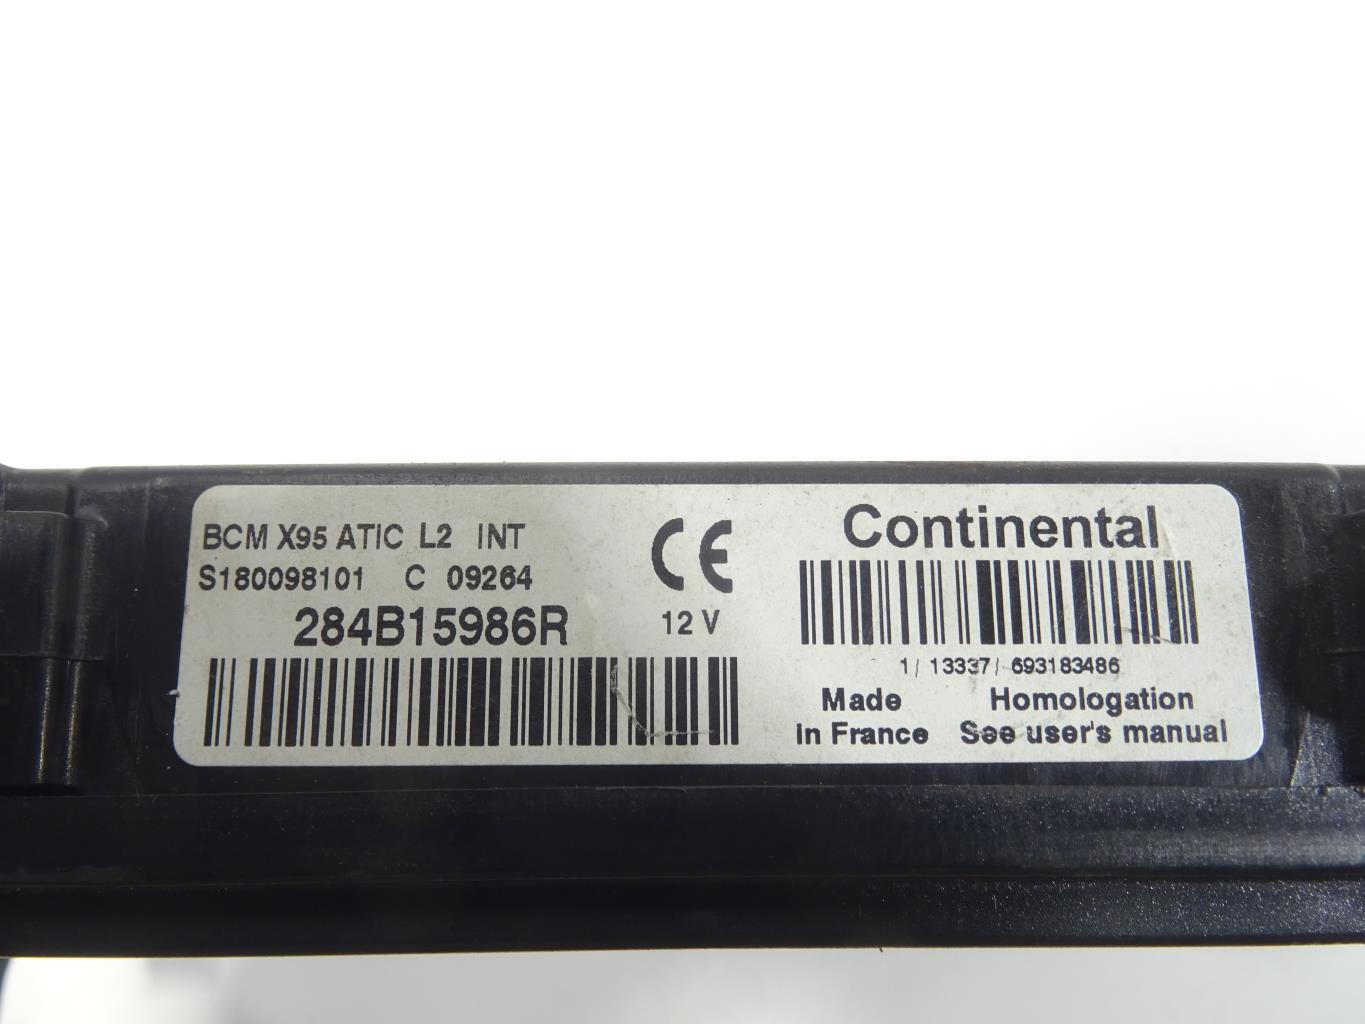 BCM X95 ATIC L2 INT
S180098101 C 09264
284B15986R
CE
12 V
Continental
1/ 13337/ 693183486
Made
in France
Homologation
See user's manual